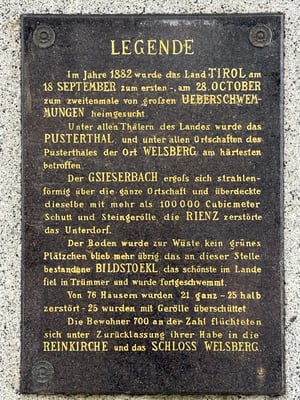 LEGENDE
Im Jahre 1882 wurde das Land TIROL am
18 SEPTEMBER zum ersten -, am 28. OCTOBER
zum zweitenmale von großen UEBERSCHWEM-
MUNGEN heimgesucht.
Unter allen Thälern des Landes wurde das
PUSTERTHAL und unter allen Ortschaften des
Pusterthales der Ort WELSBERG am härtesten
betroffen.
Der GSIESERBACH ergoß sich strahlen-
förmig über die ganze Ortschaft und überdeckte
dieselbe mit mehr als 100000 Cubicmeter
Schutt und Steingerölle, die RIENZ zerstörte
das Unterdorf.
Der Boden wurde zur Wüste kein grünes
Plätzchen blieb mehr übrig, das an dieser Stelle
bestandene BILDSTOEKL, das schönste im Lande
fiel in Trümmer und wurde fortgeschwemmt.
Von 76 Häusern wurden 21 ganz - 25 halb
zerstört - 25 wurden mit Gerölle überschüttet
Die Bewohner 700 an der Zahl flüchteten
sich unter Zurücklassung ihrer Habe in die
REINKIRCHE und das SCHLOSS WELSBERG.